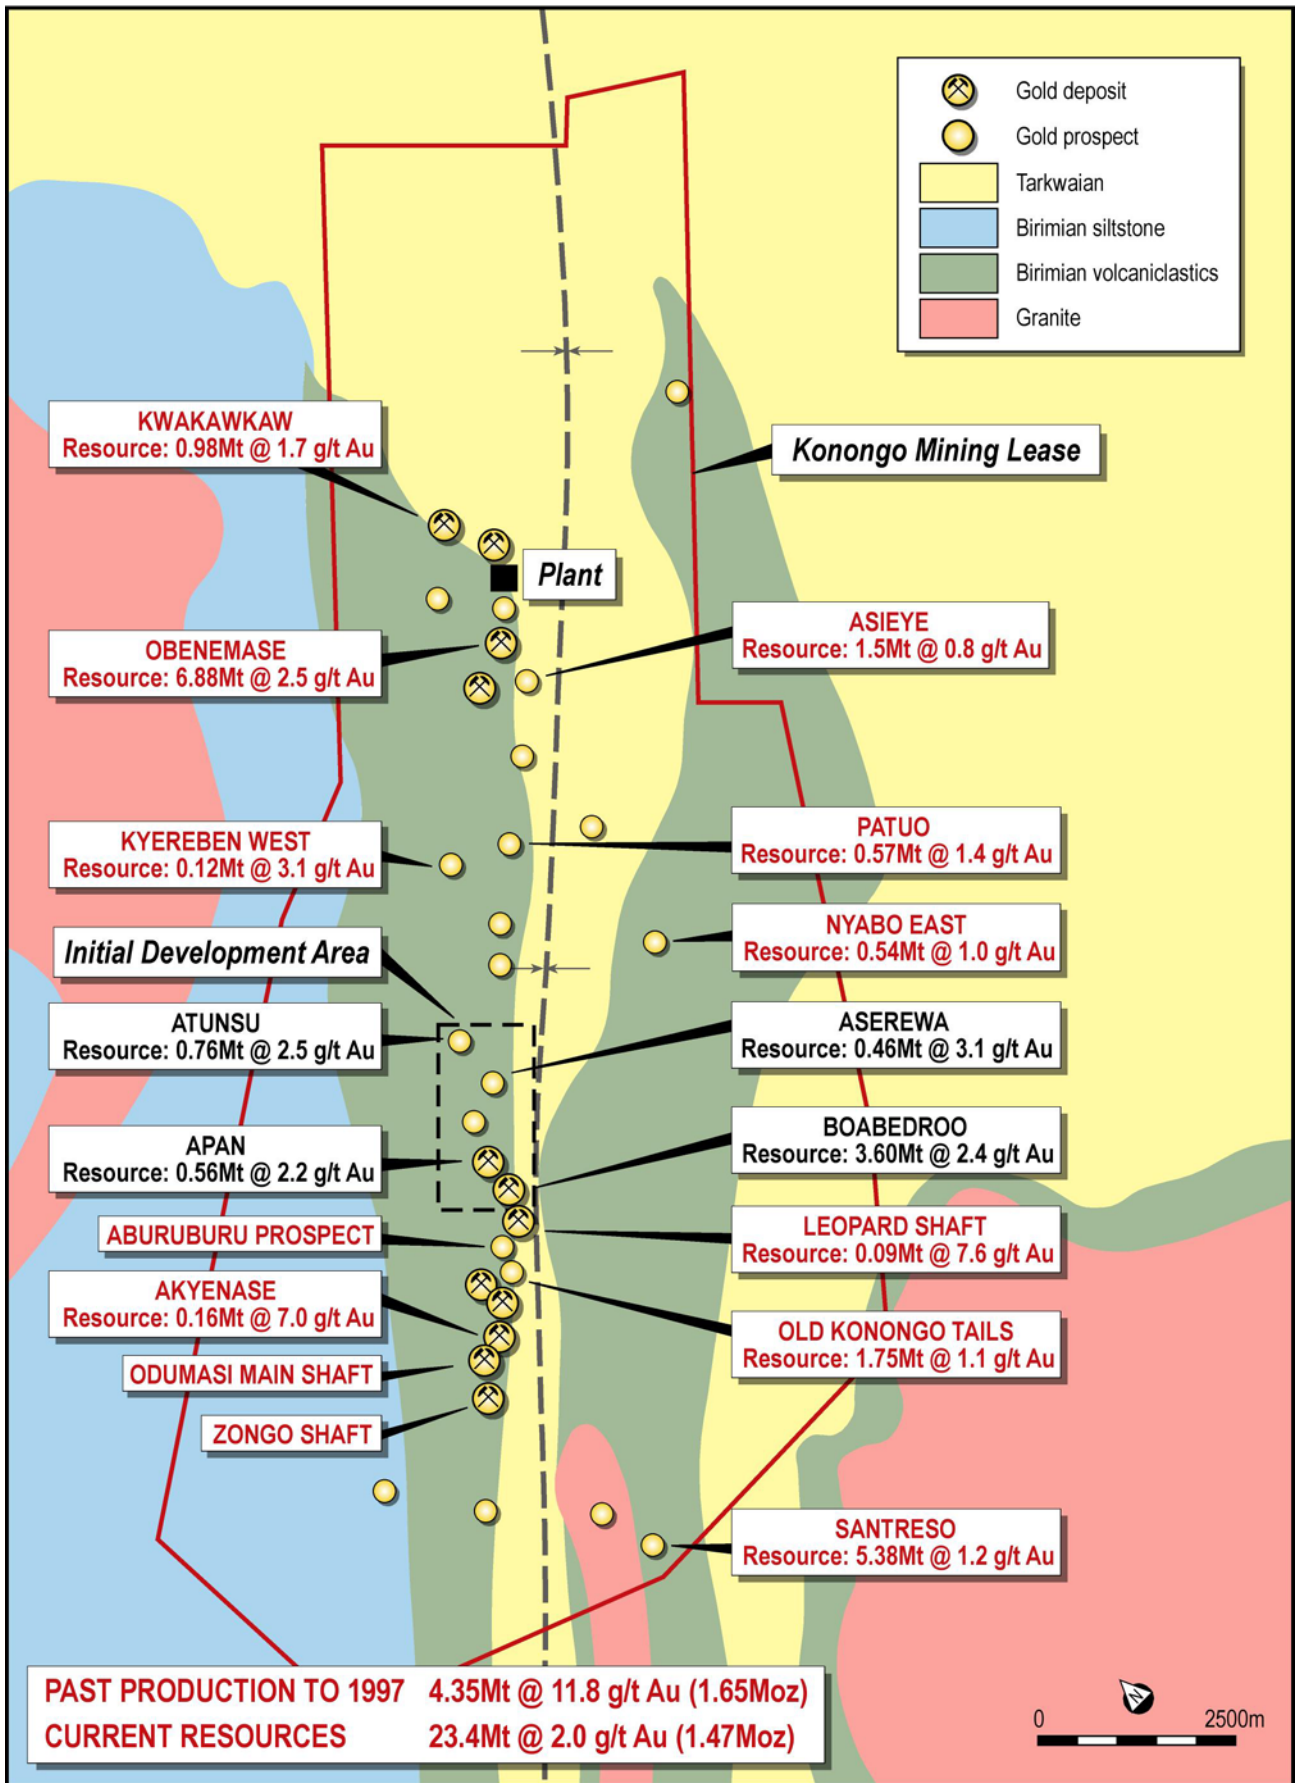 Gold deposit
Gold prospect
Tarkwaian
Birimian siltstone
Birimian volcaniclastics
Granite
KWAKAWKAW
Resource: 0.98Mt @ 1.7 g/t Au
Konongo Mining Lease
Plant
OBENEMASE
Resource: 6.88Mt @ 2.5 g/t Au
ASIEYE
Resource: 1.5Mt @ 0.8 g/t Au
KYEREBEN WEST
Resource: 0.12Mt @ 3.1 g/t Au
PATUO
Resource: 0.57Mt @ 1.4 g/t Au
NYABO EAST
Resource: 0.54Mt @ 1.0 g/t Au
Initial Development Area
ATUNSU
Resource: 0.76Mt @ 2.5 g/t Au
ASEREWA
Resource: 0.46Mt @ 3.1 g/t Au
APAN
Resource: 0.56Mt @ 2.2 g/t Au
BOABEDROO
Resource: 3.60Mt @ 2.4 g/t Au
ABURUBURU PROSPECT
LEOPARD SHAFT
Resource: 0.09Mt @ 7.6 g/t Au
AKYENASE
Resource: 0.16Mt @ 7.0 g/t Au
OLD KONONGO TAILS
Resource: 1.75Mt @ 1.1 g/t Au
ODUMASI MAIN SHAFT
ZONGO SHAFT
SANTRESO
Resource: 5.38Mt @ 1.2 g/t Au
PAST PRODUCTION TO 1997 4.35Mt @ 11.8 g/t Au (1.65Moz)
CURRENT RESOURCES 23.4Mt @ 2.0 g/t Au (1.47Moz)
N
0 2500m